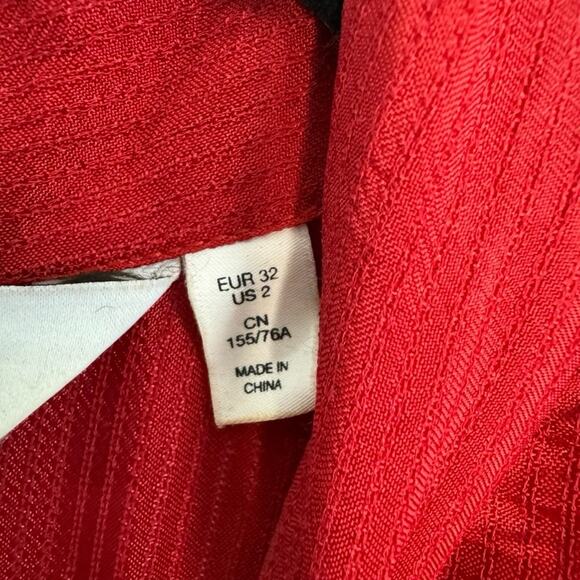 EUR 32
US 2
CN
155/76A
MADE IN
CHINA